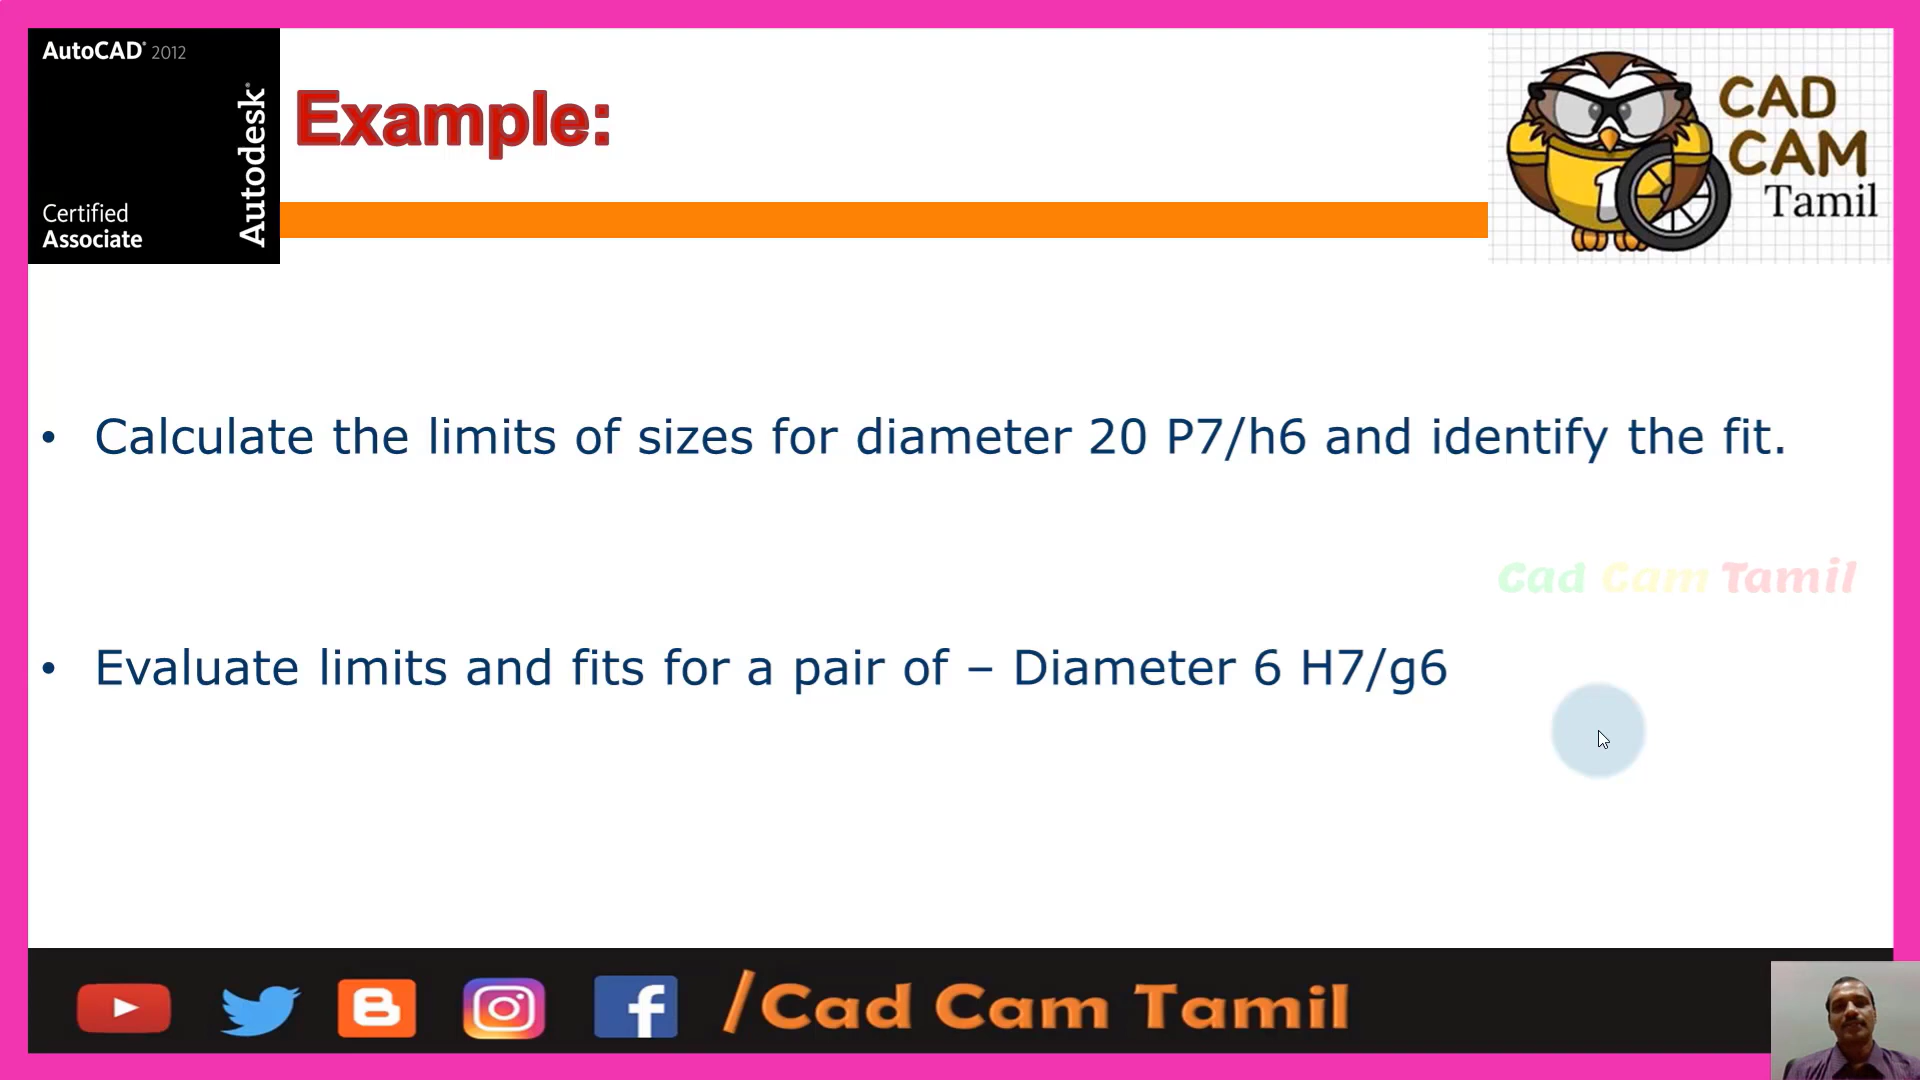 AutoCAD® 2012
Autodesk®
Certified
Associate
Example:
1
CAD
CAM
Tamil
• Calculate the limits of sizes for diameter 20 P7/h6 and identify the fit.
Cad Cam Tamil
• Evaluate limits and fits for a pair of – Diameter 6 H7/g6
/Cad Cam Tamil